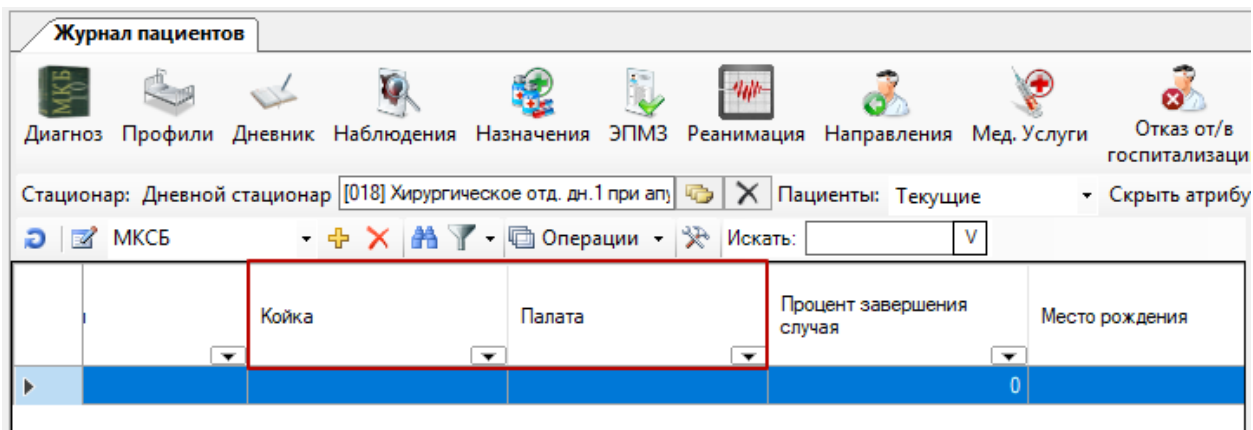 Журнал пациентов
МКБ 10
Диагноз Профили Дневник Наблюдения Назначения ЭПМЗ Реанимация Направления Мед. Услуги Отказ от/в
госпитализаци
Стационар: Дневной стационар [018] Хирургическое отд. дн.1 при апу Пациенты: Текущие Скрыть атрибу
МКСБ Операции Искать: V
Койка Палата Процент завершения
случая Место рождения
0